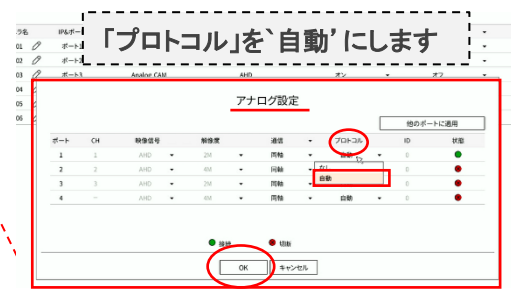 「プロトコル」を`自動’にします
ラ名 IP&ポー
01 ポート1
02 ポート2
03 ポート3 Analog CAM AHD オン オフ
04
05
06
アナログ設定
他のポートに適用
ポート CH 映像信号 解像度 通信 プロトコル ID 状態
1 1 AHD 2M 同軸 自動 0
2 2 AHD 4M 同軸 なし 0
3 3 AHD 2M 同軸 自動 0
4 － AHD 4M 同軸 自動 0
接続 切断
OK キャンセル